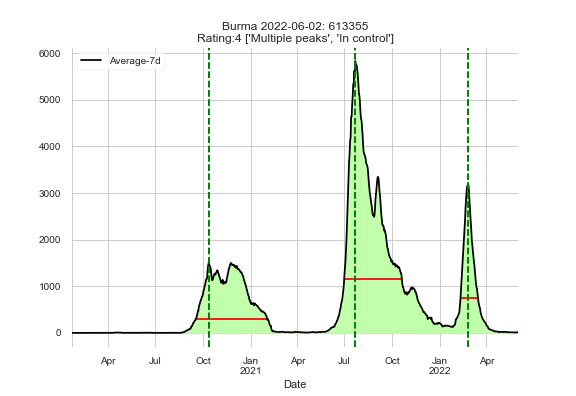 Burma 2022-06-02: 613355
Rating:4 ['Multiple peaks', 'In control']
Average-7d
6000
5000
4000
3000
2000
1000
0
Apr Jul Oct Jan Apr Jul Oct Jan Apr
2021 2022
Date